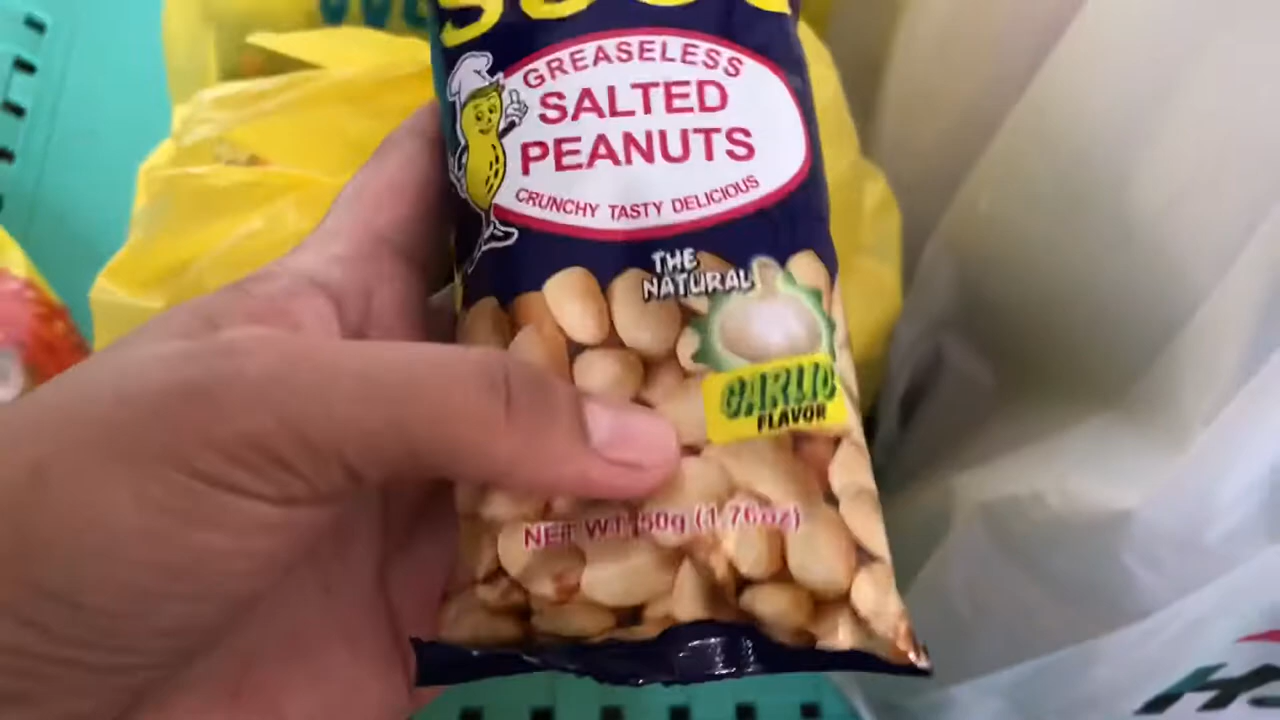 GREASELESS
SALTED
PEANUTS
CRUNCHY TASTY DELICIOUS
THE
NATURAL
GARLIC
FLAVOR
NET WT. 50g (1.76oz)